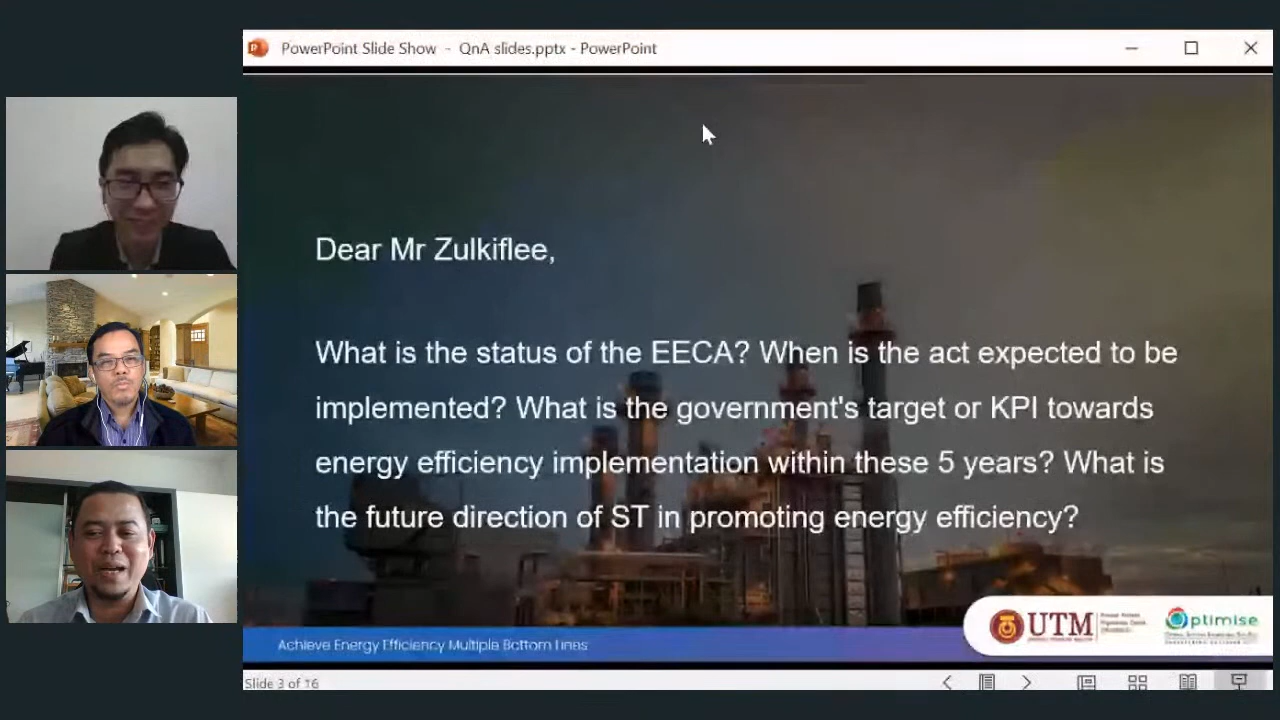 PowerPoint Slide Show - QnA slides.pptx - PowerPoint
Dear Mr Zulkiflee,
What is the status of the EECA? When is the act expected to be
implemented? What is the government's target or KPI towards
energy efficiency implementation within these 5 years? What is
the future direction of ST in promoting energy efficiency?
UTM
Optimise
Achieve Energy Efficiency Multiple Bottom Lines
Slide 3 of 16